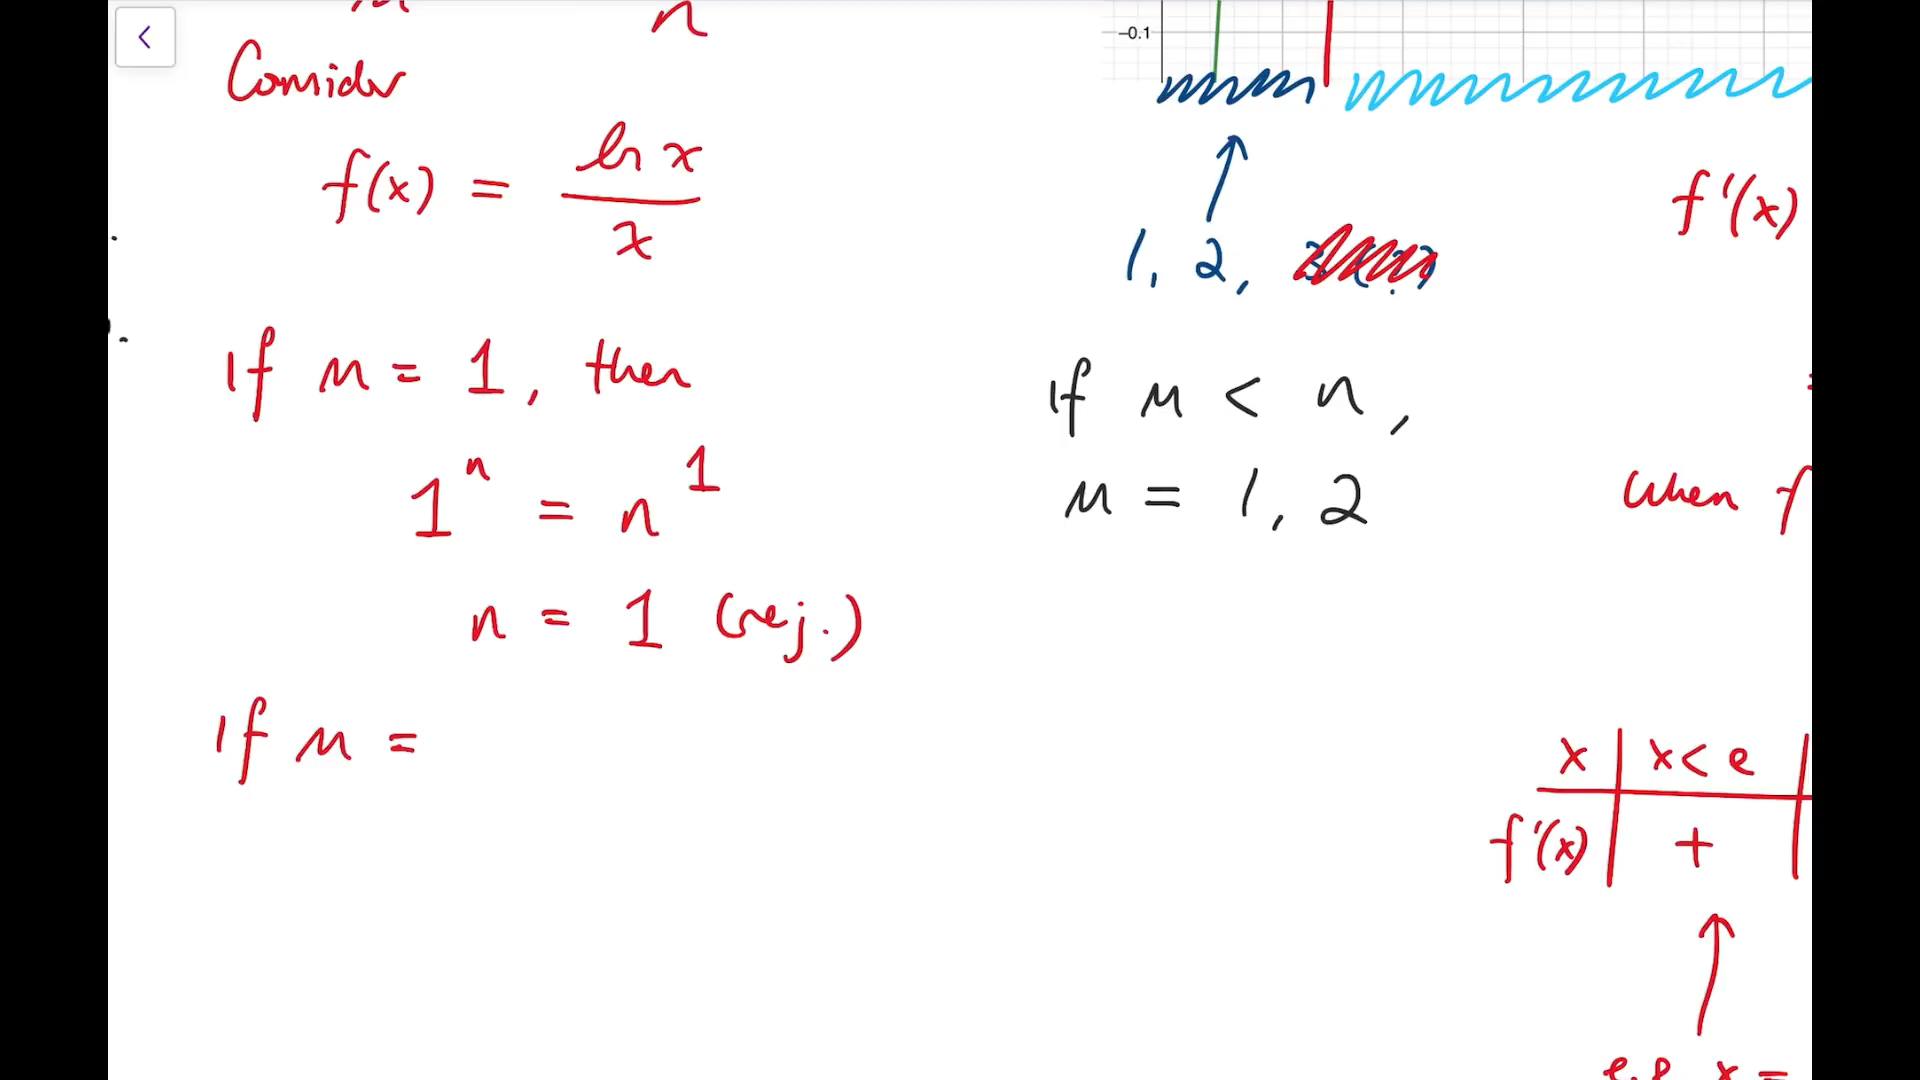 n
Consider
f(x) = ln x / x
If m = 1, then
1^n = n^1
n = 1 (rej.)
If m =
-0.1
1, 2,
If m < n,
m = 1, 2
f'(x)
When f
x | x < e
f'(x) | +
e.g. x =